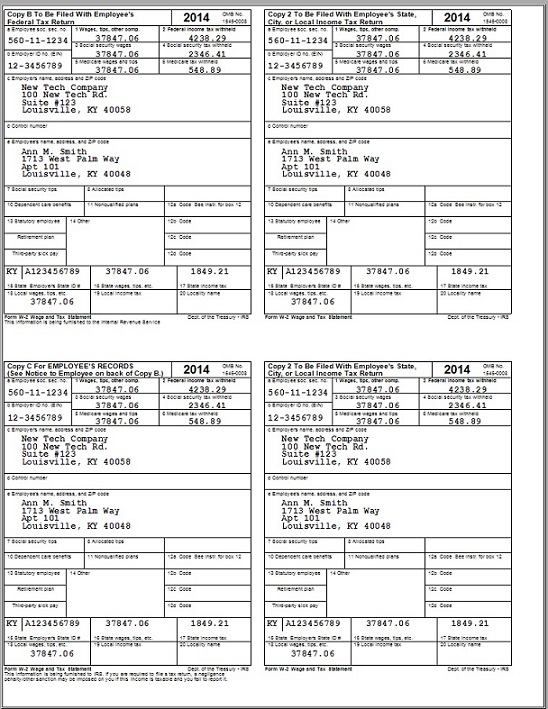 Copy B To Be Filed With Employee's
Federal Tax Return
2014
OMB No.
1545-0008
a Employee soc. sec. no.
560-11-1234
1 Wages, tips, other comp.
37847.06
2 Federal income tax withheld
4238.29
3 Social security wages
37847.06
4 Social security tax withheld
2346.41
b Employer ID no. (EIN)
12-3456789
5 Medicare wages and tips
37847.06
6 Medicare tax withheld
548.89
c Employer's name, address, and ZIP code
New Tech Company
100 New Tech Rd.
Suite #123
Louisville, KY 40058
d Control number
e Employee's name, address, and ZIP code
Ann M. Smith
1713 West Palm Way
Apt 101
Louisville, KY 40048
7 Social security tips
8 Allocated tips
10 Dependent care benefits
11 Nonqualified plans
12a Code See instr. for box 12
13 Statutory employee
14 Other
12b Code
Retirement plan
12c Code
Third-party sick pay
12d Code
KY A123456789
37847.06
1849.21
15 State Employer's State ID #
16 State wages, tips, etc.
17 State income tax
18 Local wages, tips, etc.
37847.06
19 Local income tax
20 Locality name
Form W-2 Wage and Tax Statement
Dept. of the Treasury - IRS
This information is being furnished to the Internal Revenue Service
Copy 2 To Be Filed With Employee's State,
City, or Local Income Tax Return
2014
OMB No.
1545-0008
a Employee soc. sec. no.
560-11-1234
1 Wages, tips, other comp.
37847.06
2 Federal income tax withheld
4238.29
3 Social security wages
37847.06
4 Social security tax withheld
2346.41
b Employer ID no. (EIN)
12-3456789
5 Medicare wages and tips
37847.06
6 Medicare tax withheld
548.89
c Employer's name, address, and ZIP code
New Tech Company
100 New Tech Rd.
Suite #123
Louisville, KY 40058
d Control number
e Employee's name, address, and ZIP code
Ann M. Smith
1713 West Palm Way
Apt 101
Louisville, KY 40048
7 Social security tips
8 Allocated tips
10 Dependent care benefits
11 Nonqualified plans
12a Code See instr. for box 12
13 Statutory employee
14 Other
12b Code
Retirement plan
12c Code
Third-party sick pay
12d Code
KY A123456789
37847.06
1849.21
15 State Employer's State ID #
16 State wages, tips, etc.
17 State income tax
18 Local wages, tips, etc.
37847.06
19 Local income tax
20 Locality name
Form W-2 Wage and Tax Statement
Dept. of the Treasury - IRS
Copy C For EMPLOYEE'S RECORDS
(See Notice to Employee on back of Copy B.)
2014
OMB No.
1545-0008
a Employee soc. sec. no.
560-11-1234
1 Wages, tips, other comp.
37847.06
2 Federal income tax withheld
4238.29
3 Social security wages
37847.06
4 Social security tax withheld
2346.41
b Employer ID no. (EIN)
12-3456789
5 Medicare wages and tips
37847.06
6 Medicare tax withheld
548.89
c Employer's name, address, and ZIP code
New Tech Company
100 New Tech Rd.
Suite #123
Louisville, KY 40058
d Control number
e Employee's name, address, and ZIP code
Ann M. Smith
1713 West Palm Way
Apt 101
Louisville, KY 40048
7 Social security tips
8 Allocated tips
10 Dependent care benefits
11 Nonqualified plans
12a Code See instr. for box 12
13 Statutory employee
14 Other
12b Code
Retirement plan
12c Code
Third-party sick pay
12d Code
KY A123456789
37847.06
1849.21
15 State Employer's State ID #
16 State wages, tips, etc.
17 State income tax
18 Local wages, tips, etc.
37847.06
19 Local income tax
20 Locality name
Form W-2 Wage and Tax Statement
Dept. of the Treasury - IRS
This information is being furnished to IRS. If you are required to file a tax return, a negligence
penalty/other sanction may be imposed on you if this income is taxable and you fail to report it.
Copy 2 To Be Filed With Employee's State,
City, or Local Income Tax Return
2014
OMB No.
1545-0008
a Employee soc. sec. no.
560-11-1234
1 Wages, tips, other comp.
37847.06
2 Federal income tax withheld
4238.29
3 Social security wages
37847.06
4 Social security tax withheld
2346.41
b Employer ID no. (EIN)
12-3456789
5 Medicare wages and tips
37847.06
6 Medicare tax withheld
548.89
c Employer's name, address, and ZIP code
New Tech Company
100 New Tech Rd.
Suite #123
Louisville, KY 40058
d Control number
e Employee's name, address, and ZIP code
Ann M. Smith
1713 West Palm Way
Apt 101
Louisville, KY 40048
7 Social security tips
8 Allocated tips
10 Dependent care benefits
11 Nonqualified plans
12a Code See instr. for box 12
13 Statutory employee
14 Other
12b Code
Retirement plan
12c Code
Third-party sick pay
12d Code
KY A123456789
37847.06
1849.21
15 State Employer's State ID #
16 State wages, tips, etc.
17 State income tax
18 Local wages, tips, etc.
37847.06
19 Local income tax
20 Locality name
Form W-2 Wage and Tax Statement
Dept. of the Treasury - IRS